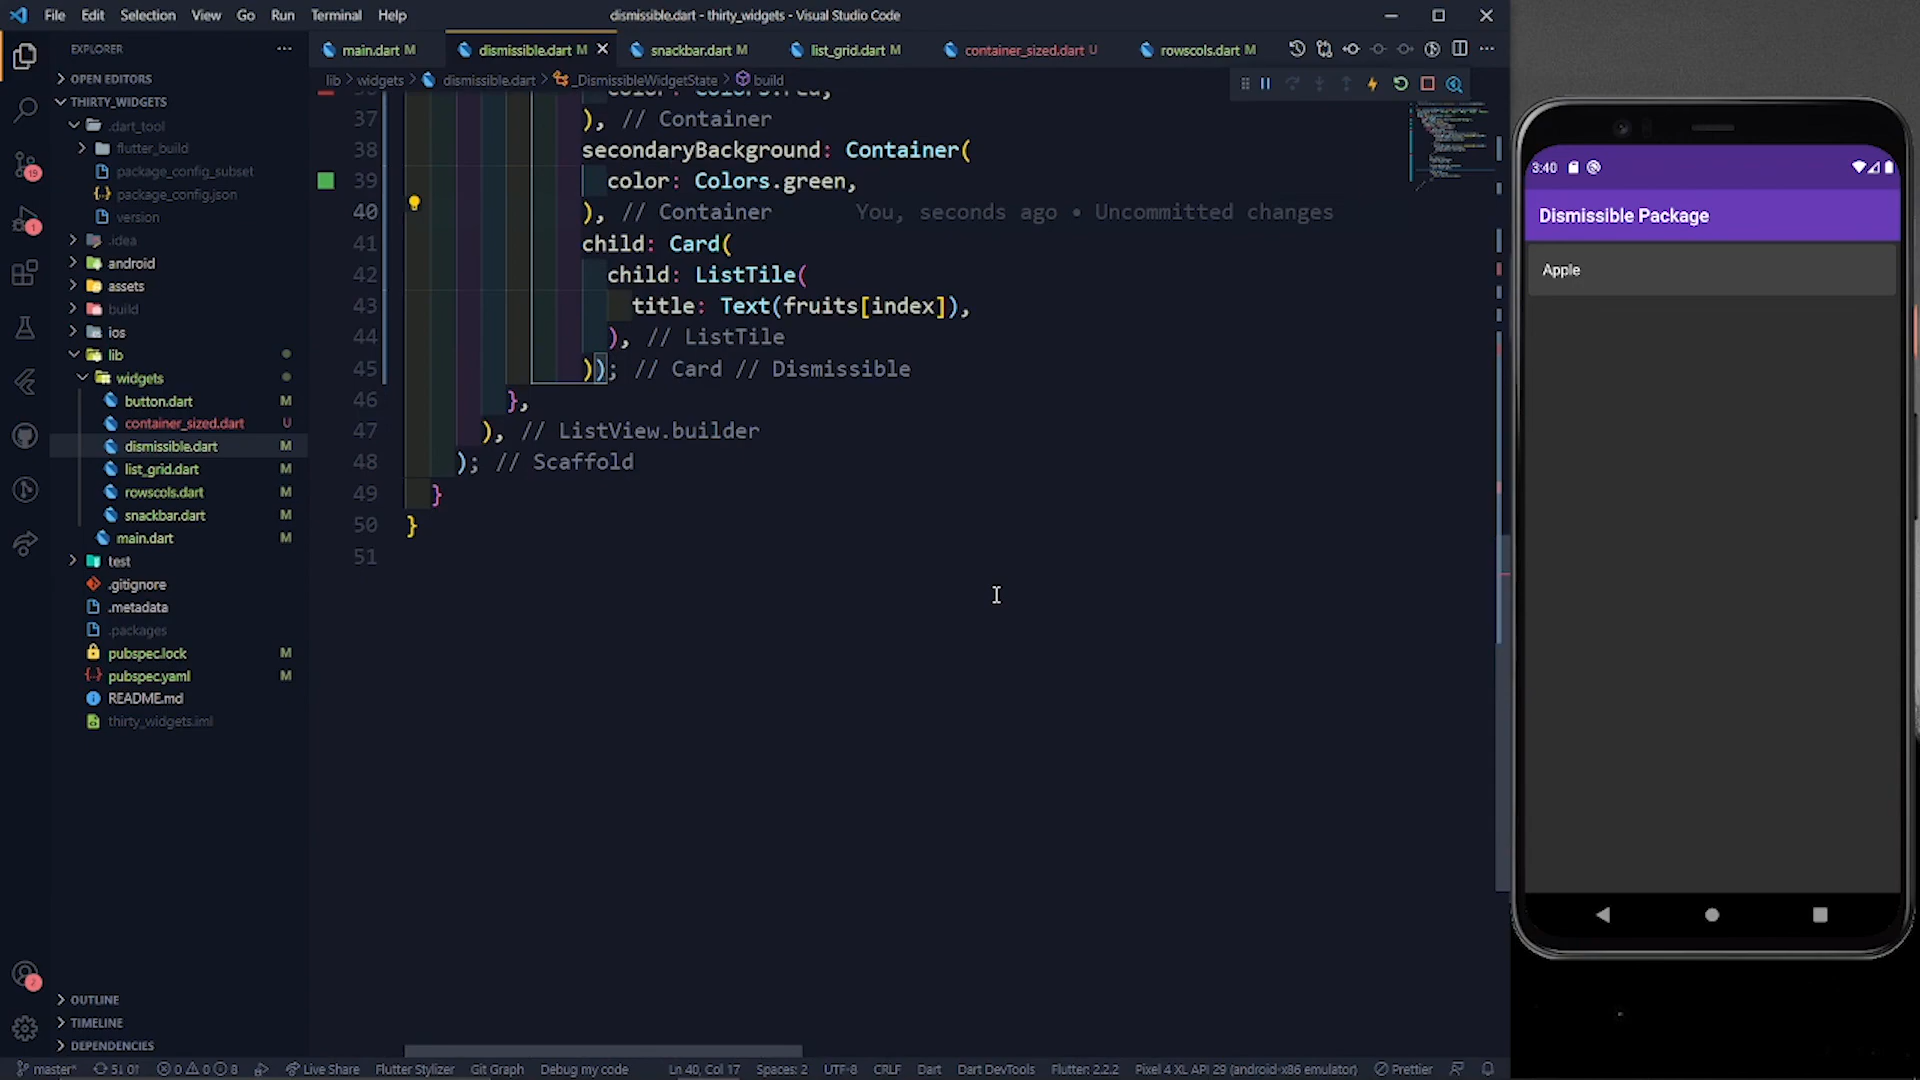 File Edit Selection View Go Run Terminal Help
dismissible.dart - thirty_widgets - Visual Studio Code
EXPLORER
OPEN EDITORS
THIRTY_WIDGETS
.dart_tool
flutter_build
package_config_subset
package_config.json
version
.idea
android
assets
build
ios
lib
widgets
button.dart M
container_sized.dart U
dismissible.dart M
list_grid.dart M
rowscols.dart M
snackbar.dart M
main.dart M
test
.gitignore
.metadata
.packages
pubspec.lock M
pubspec.yaml M
README.md
thirty_widgets.iml
OUTLINE
TIMELINE
DEPENDENCIES
19
1
2
main.dart M dismissible.dart M snackbar.dart M list_grid.dart M container_sized.dart U rowscols.dart M
lib > widgets > dismissible.dart > _DismissibleWidgetState > build
37 ), // Container
38 secondaryBackground: Container(
39 color: Colors.green,
40 ), // Container You, seconds ago • Uncommitted changes
41 child: Card(
42 child: ListTile(
43 title: Text(fruits[index]),
44 ), // ListTile
45 )); // Card // Dismissible
46 },
47 ), // ListView.builder
48 ); // Scaffold
49 }
50 }
51
3:40
Dismissible Package
Apple
master* 5↓ 0↑ 0 0 8 Live Share Flutter Stylizer Git Graph Debug my code Ln 40, Col 17 Spaces: 2 UTF-8 CRLF Dart Dart DevTools Flutter: 2.2.2 Pixel 4 XL API 29 (android-x86 emulator) Prettier